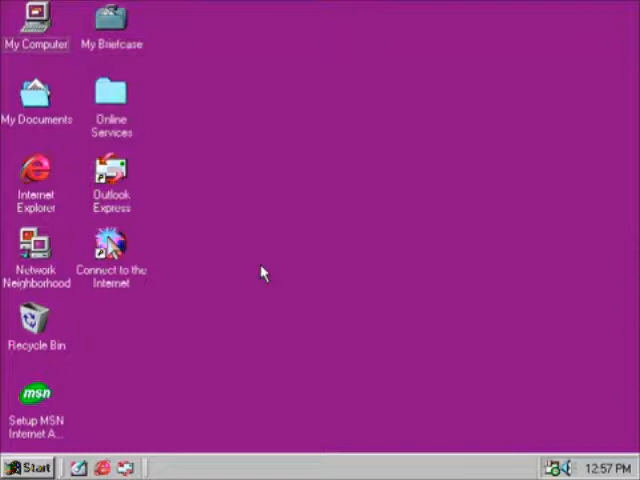 My Computer
My Briefcase
My Documents
Online
Services
Internet
Explorer
Outlook
Express
Network
Neighborhood
Connect to the
Internet
Recycle Bin
msn
Setup MSN
Internet A...
Start
12:57 PM